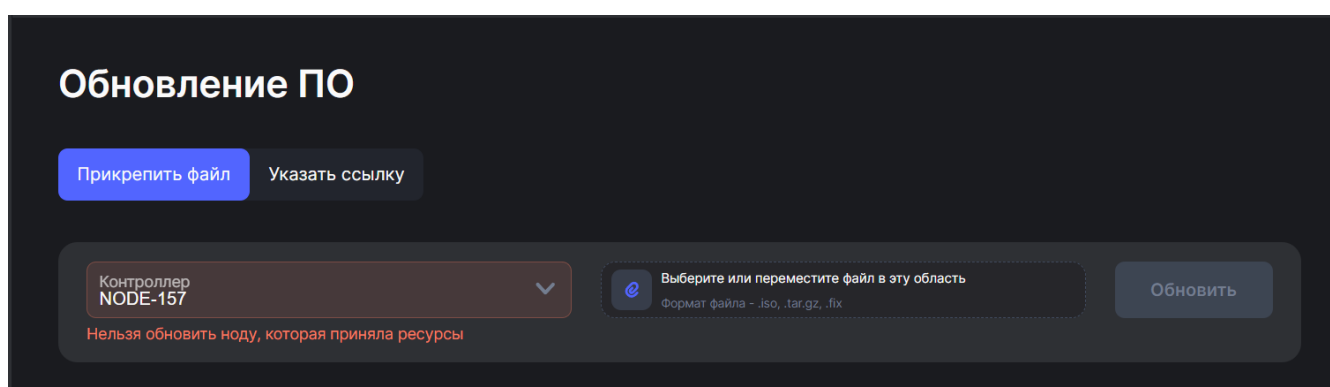 Обновление ПО
Прикрепить файл
Указать ссылку
Контроллер
NODE-157
Нельзя обновить ноду, которая приняла ресурсы
Выберите или переместите файл в эту область
Формат файла - .iso, .tar.gz, .fix
Обновить